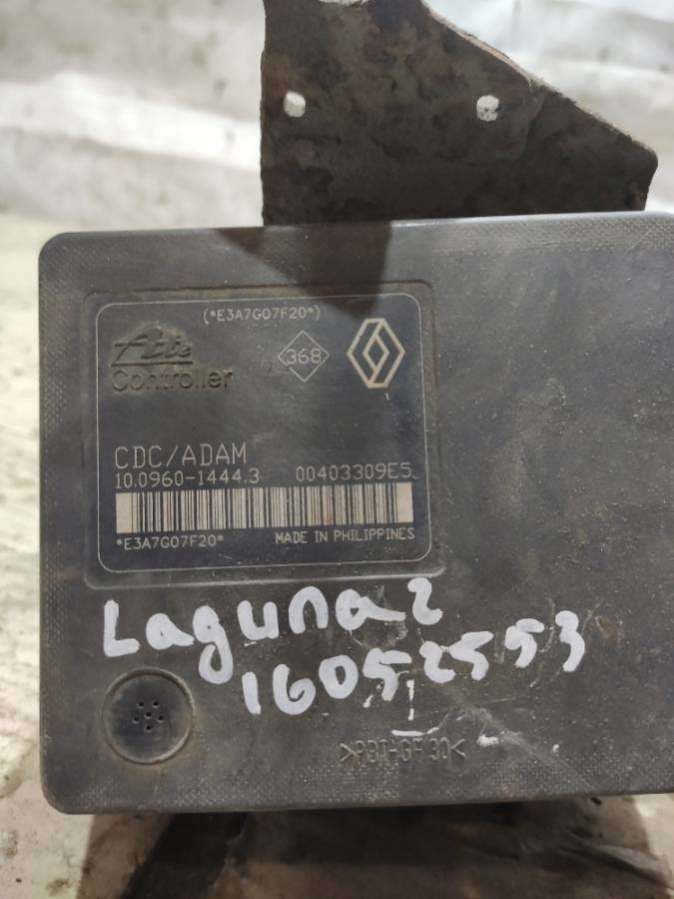 (*E3A7G07F20*)
Ate
Controller
368
CDC/ADAM
10.0960-1444.3 00403309E5
*E3A7G07F20* MADE IN PHILIPPINES
Laguna2
16052553
>PBT-GF30<